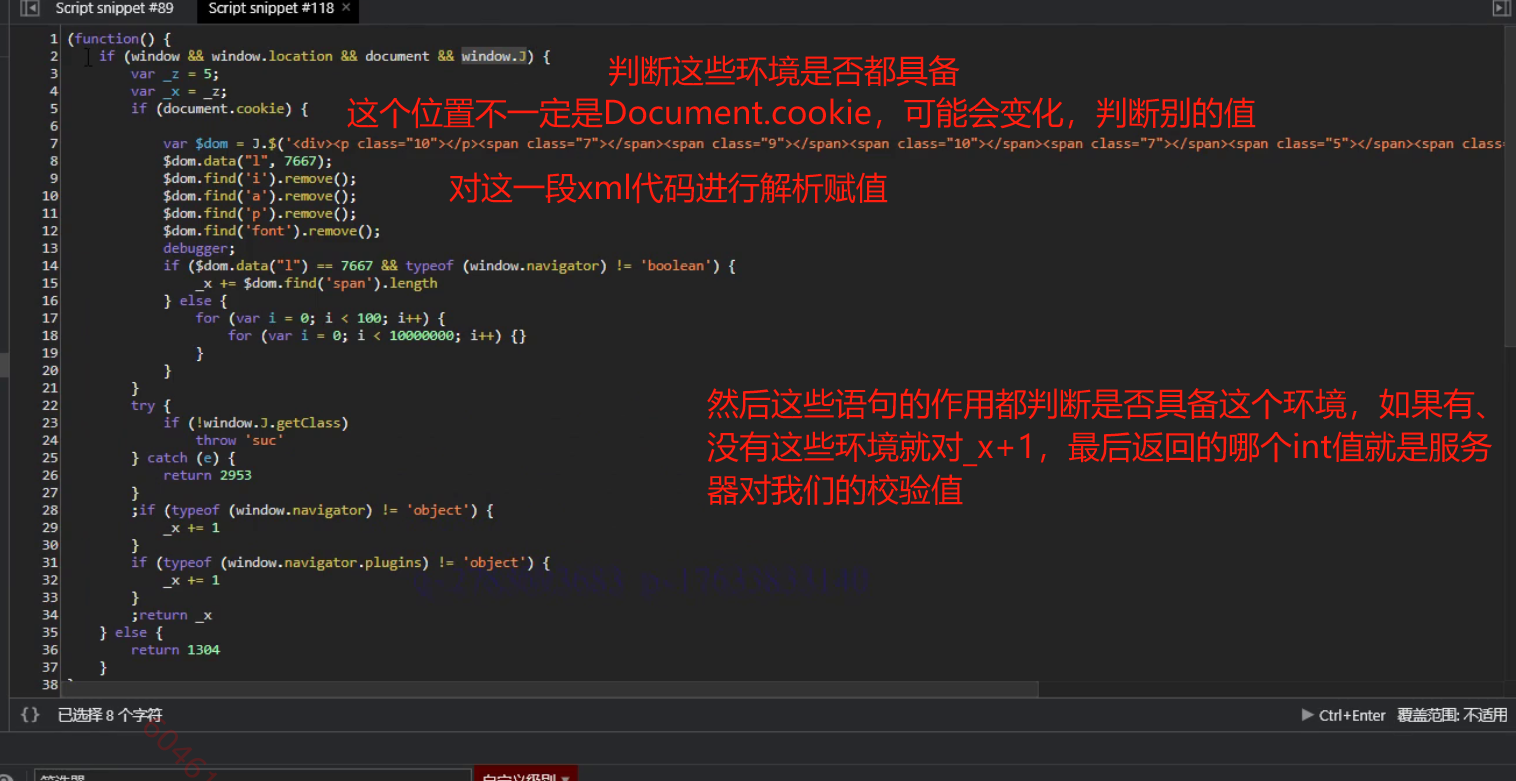 Script snippet #89 Script snippet #118 ×
1 (function() {
2 if (window && window.location && document && window.J) {
判断这些环境是否都具备
3 var _z = 5;
4 var _x = _z;
5 if (document.cookie) {
这个位置不一定是Document.cookie，可能会变化，判断别的值
6
7 var $dom = J.$('<div><p class="10"></p><span class="7"></span><span class="9"></span><span class="10"></span><span class="7"></span><span class="5"></span><span class=
8 $dom.data("l", 7667);
9 $dom.find('i').remove();
对这一段xml代码进行解析赋值
10 $dom.find('a').remove();
11 $dom.find('p').remove();
12 $dom.find('font').remove();
13 debugger;
14 if ($dom.data("l") == 7667 && typeof (window.navigator) != 'boolean') {
15 _x += $dom.find('span').length
16 } else {
17 for (var i = 0; i < 100; i++) {
18 for (var i = 0; i < 10000000; i++) {}
19 }
20 }
21 }
22 try {
然后这些语句的作用都判断是否具备这个环境，如果有、
没有这些环境就对_x+1，最后返回的哪个int值就是服务
器对我们的校验值
23 if (!window.J.getClass)
24 throw 'suc'
25 } catch (e) {
26 return 2953
27 }
28 ;if (typeof (window.navigator) != 'object') {
29 _x += 1
30 }
31 if (typeof (window.navigator.plugins) != 'object') {
32 _x += 1
33 }
34 ;return _x
35 } else {
36 return 1304
37 }
38
{} 已选择 8 个字符 Ctrl+Enter 覆盖范围: 不适用
筛选器 自定义级别